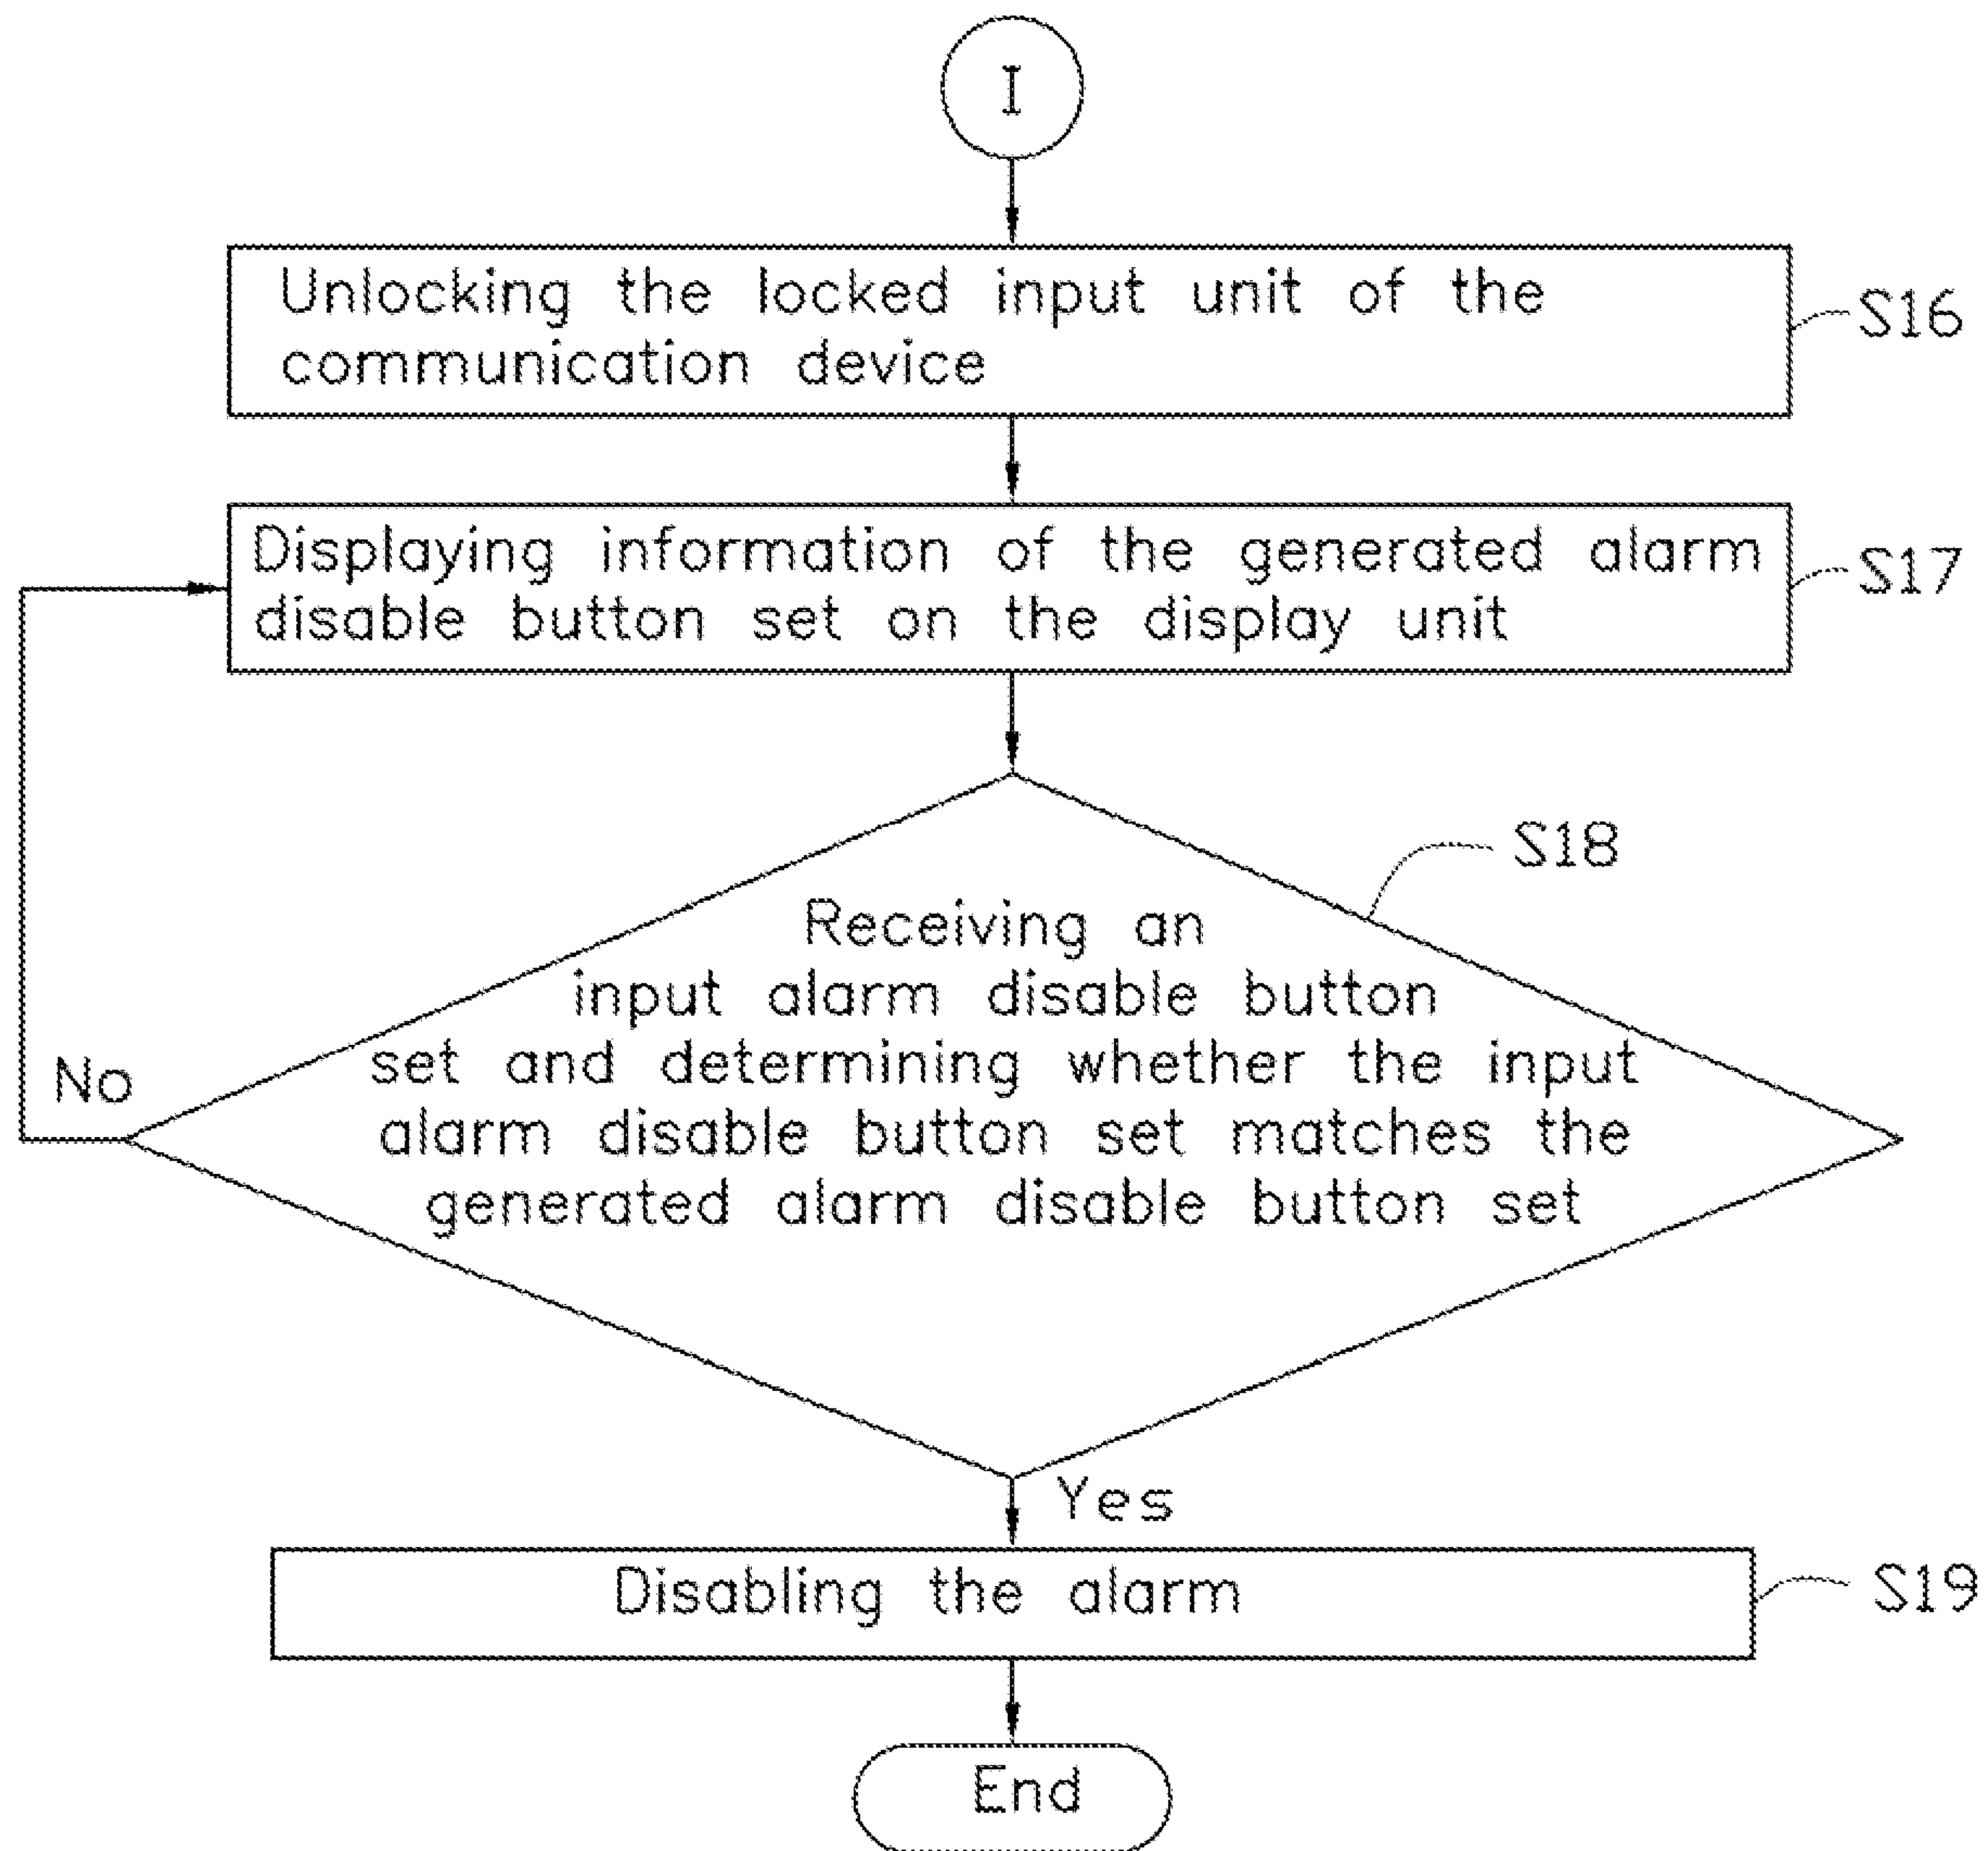 I
Unlocking the locked input unit of the
communication device
S16
Displaying information of the generated alarm
disable button set on the display unit
S17
S18
Receiving an
input alarm disable button
set and determining whether the input
alarm disable button set matches the
generated alarm disable button set
No
Yes
Disabling the alarm
S19
End